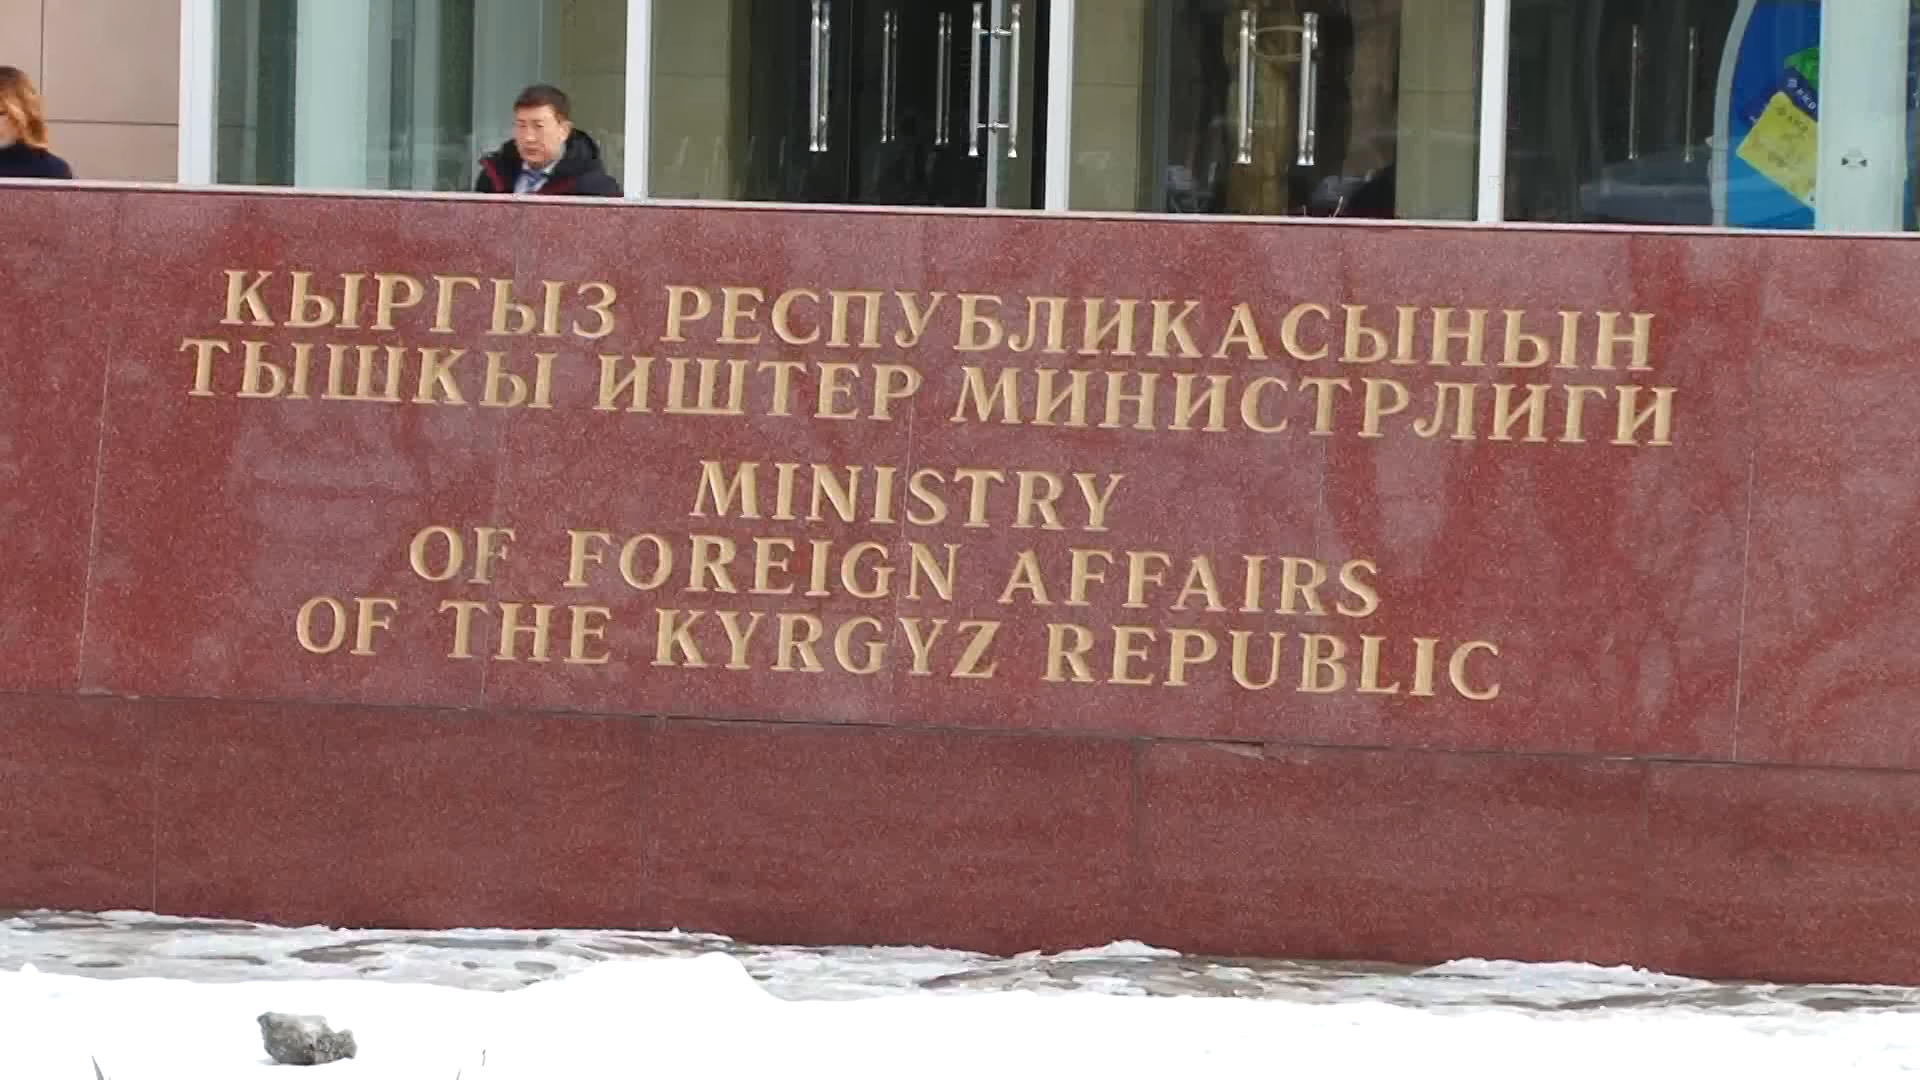 КЫРГЫЗ РЕСПУБЛИКАСЫНЫН
ТЫШКЫ ИШТЕР МИНИСТРЛИГИ
MINISTRY
OF FOREIGN AFFAIRS
OF THE KYRGYZ REPUBLIC